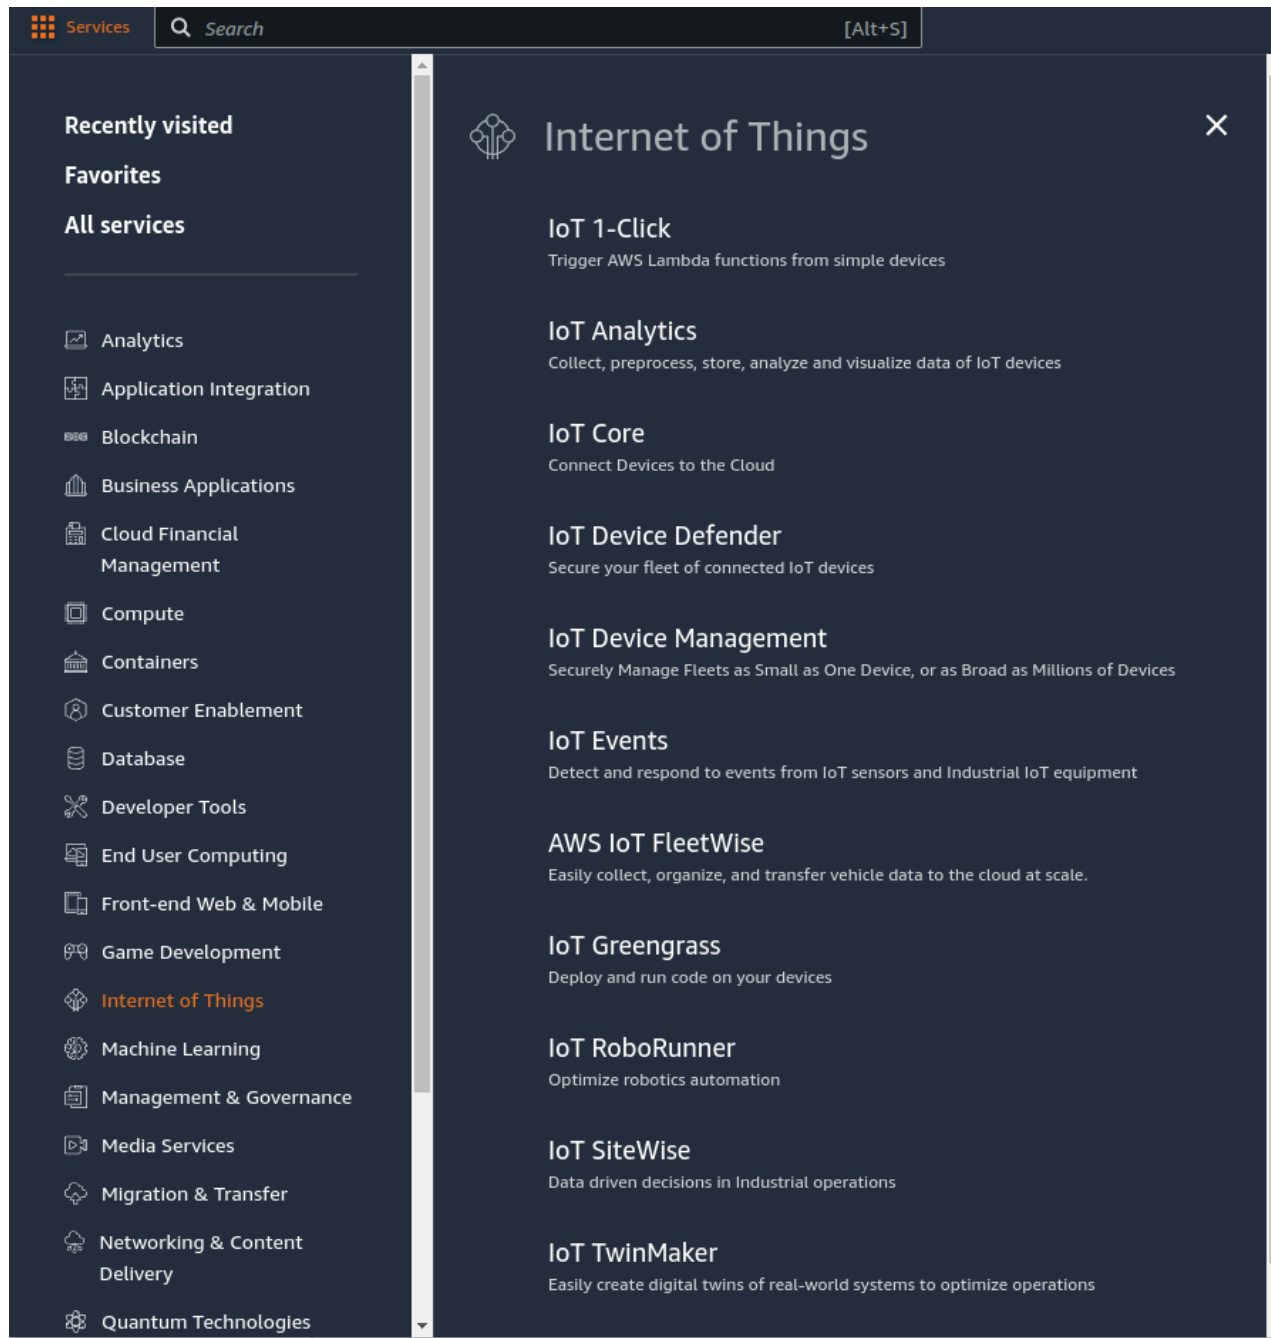 Services
Search
[Alt+S]
Recently visited
Favorites
All services
Analytics
Application Integration
Blockchain
Business Applications
Cloud Financial
Management
Compute
Containers
Customer Enablement
Database
Developer Tools
End User Computing
Front-end Web & Mobile
Game Development
Internet of Things
Machine Learning
Management & Governance
Media Services
Migration & Transfer
Networking & Content
Delivery
Quantum Technologies
Internet of Things
IoT 1-Click
Trigger AWS Lambda functions from simple devices
IoT Analytics
Collect, preprocess, store, analyze and visualize data of IoT devices
IoT Core
Connect Devices to the Cloud
IoT Device Defender
Secure your fleet of connected IoT devices
IoT Device Management
Securely Manage Fleets as Small as One Device, or as Broad as Millions of Devices
IoT Events
Detect and respond to events from IoT sensors and Industrial IoT equipment
AWS IoT FleetWise
Easily collect, organize, and transfer vehicle data to the cloud at scale.
IoT Greengrass
Deploy and run code on your devices
IoT RoboRunner
Optimize robotics automation
IoT SiteWise
Data driven decisions in Industrial operations
IoT TwinMaker
Easily create digital twins of real-world systems to optimize operations